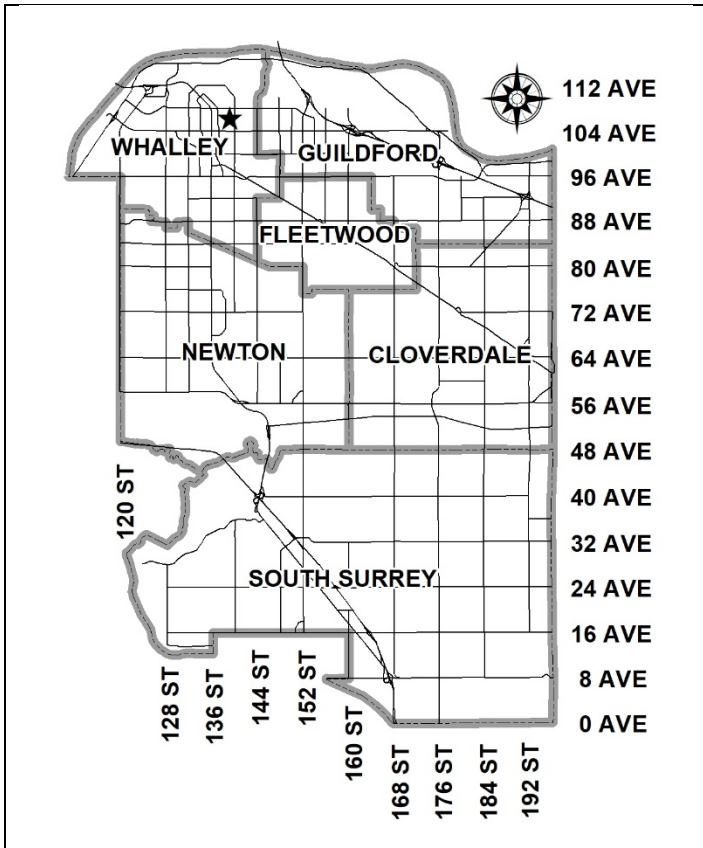 112 AVE
104 AVE
WHALLEY
GUILDFORD
96 AVE
88 AVE
FLEETWOOD
80 AVE
72 AVE
NEWTON
CLOVERDALE
64 AVE
56 AVE
48 AVE
120 ST
40 AVE
32 AVE
SOUTH SURREY
24 AVE
16 AVE
128 ST
136 ST
144 ST
152 ST
160 ST
8 AVE
0 AVE
168 ST
176 ST
184 ST
192 ST